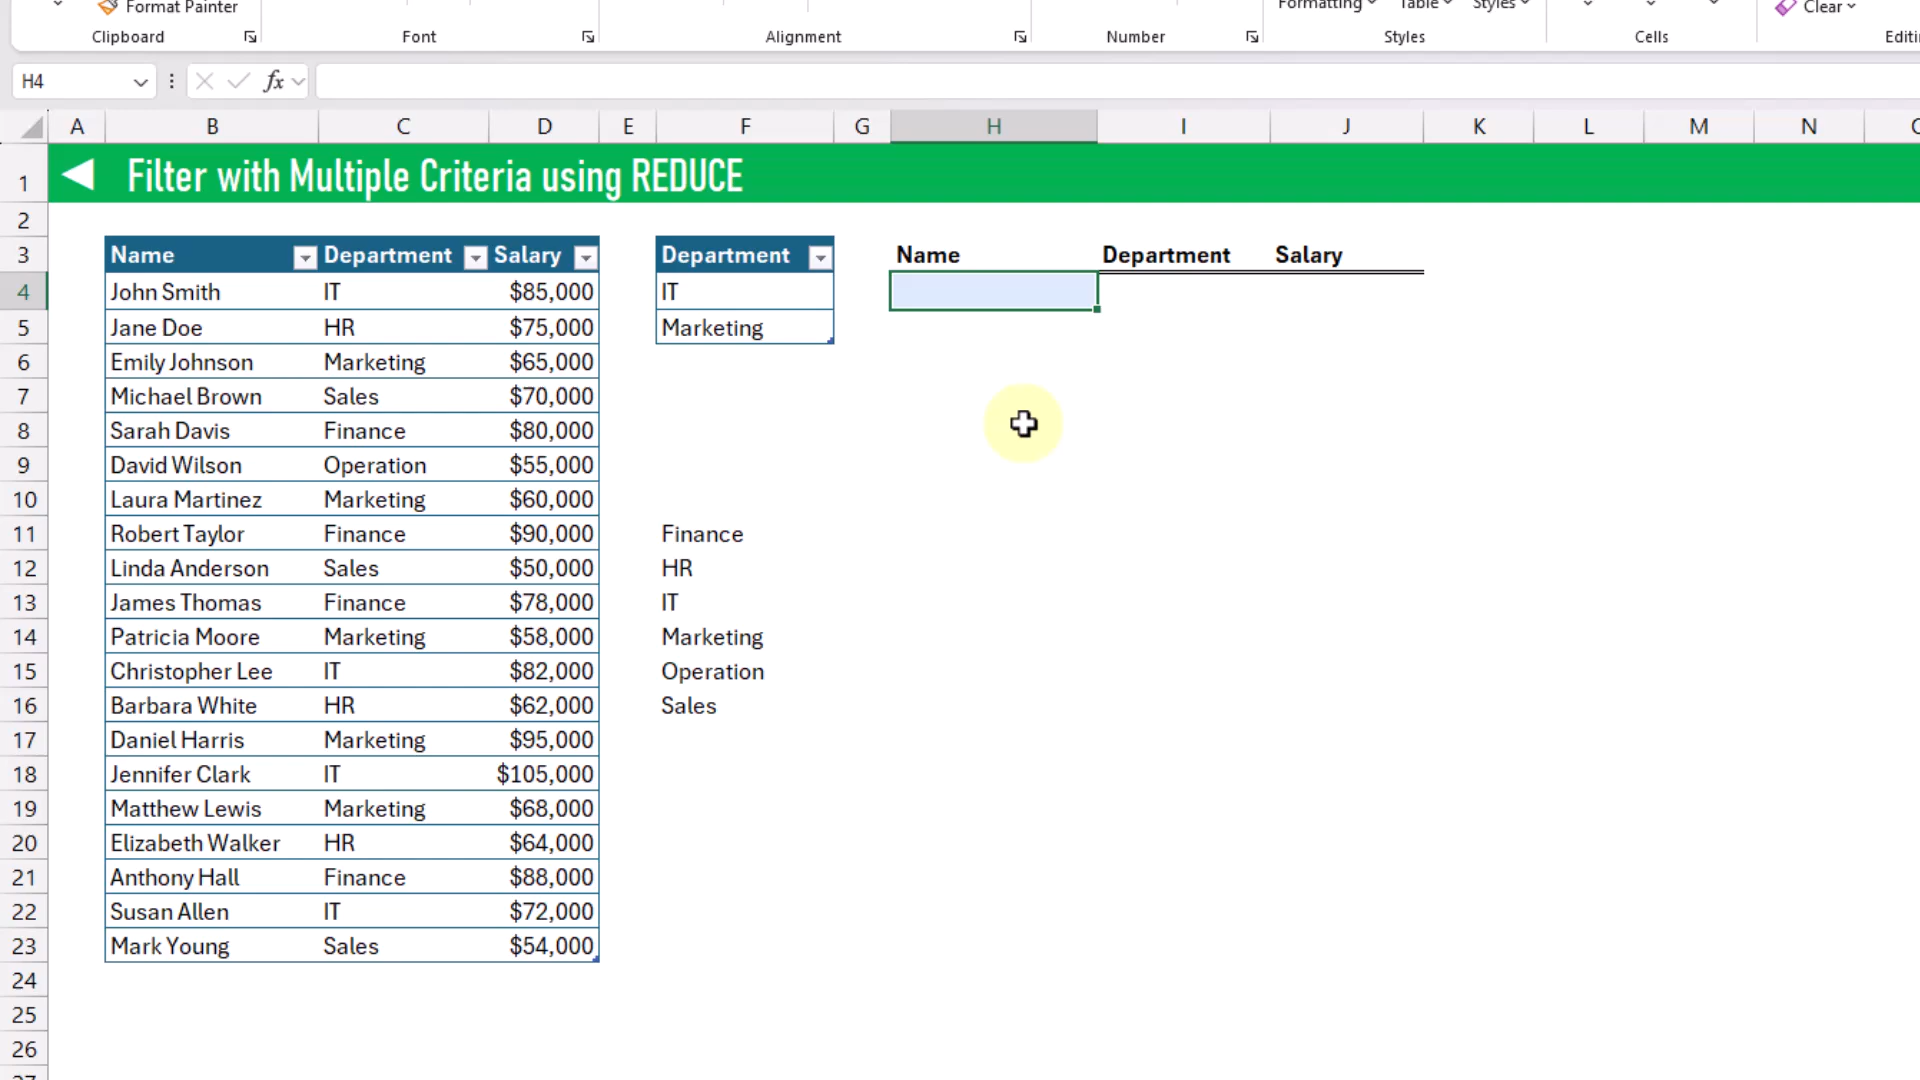 Format Painter
Formatting Table Styles Clear
Clipboard Font Alignment Number Styles Cells
H4 fx
A B C D E F G H I J K L M N
1 Filter with Multiple Criteria using REDUCE
2
3 Name Department Salary Department Name Department Salary
4 John Smith IT $85,000 IT
5 Jane Doe HR $75,000 Marketing
6 Emily Johnson Marketing $65,000
7 Michael Brown Sales $70,000
8 Sarah Davis Finance $80,000
9 David Wilson Operation $55,000
10 Laura Martinez Marketing $60,000
11 Robert Taylor Finance $90,000 Finance
12 Linda Anderson Sales $50,000 HR
13 James Thomas Finance $78,000 IT
14 Patricia Moore Marketing $58,000 Marketing
15 Christopher Lee IT $82,000 Operation
16 Barbara White HR $62,000 Sales
17 Daniel Harris Marketing $95,000
18 Jennifer Clark IT $105,000
19 Matthew Lewis Marketing $68,000
20 Elizabeth Walker HR $64,000
21 Anthony Hall Finance $88,000
22 Susan Allen IT $72,000
23 Mark Young Sales $54,000
24
25
26